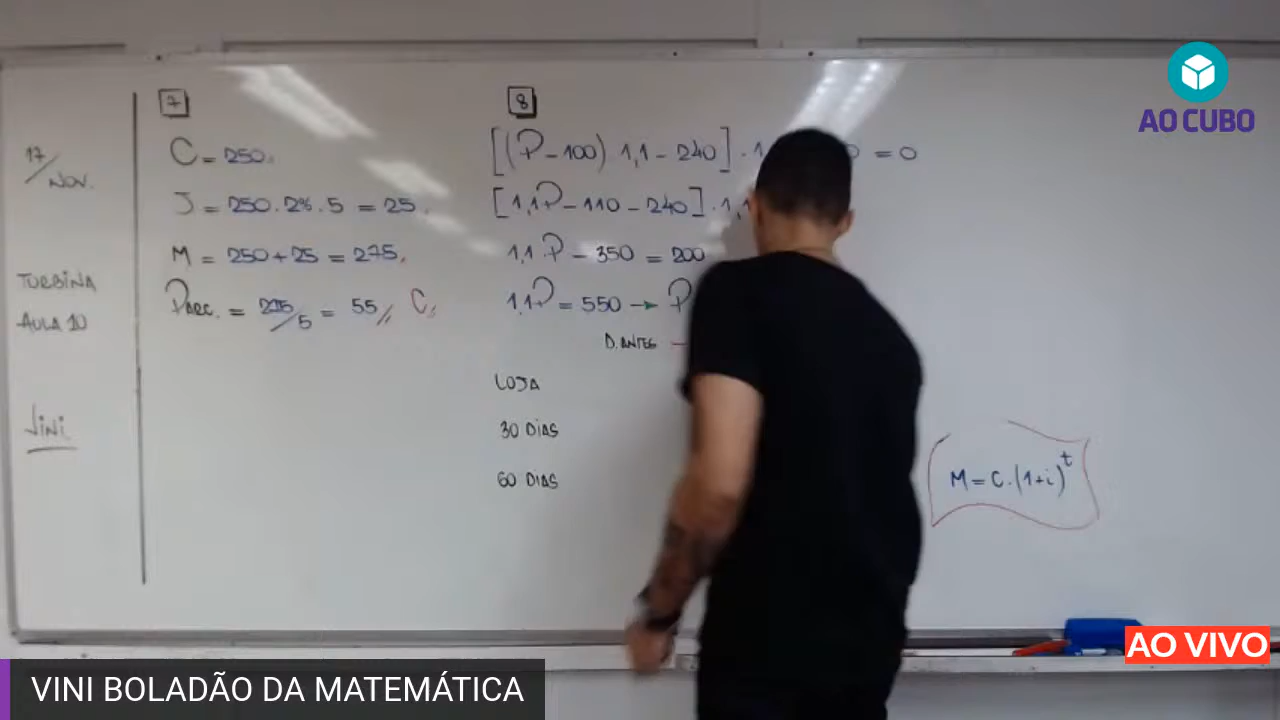 17/NOV.
TURBINA
AULA 10
Vini
7
C = 250.
J = 250 . 2% . 5 = 25.
M = 250 + 25 = 275.
PARC. = 275/5 = 55// C//
8
[(P - 100) 1,1 - 240] . 1 0 = 0
[1,1P - 110 - 240] . 1,1
1,1 P - 350 = 200
1,1P = 550 → P
D. ANTES →
LOJA
30 DIAS
60 DIAS
M = C . (1+i)^t
AO CUBO
AO VIVO
VINI BOLADÃO DA MATEMÁTICA